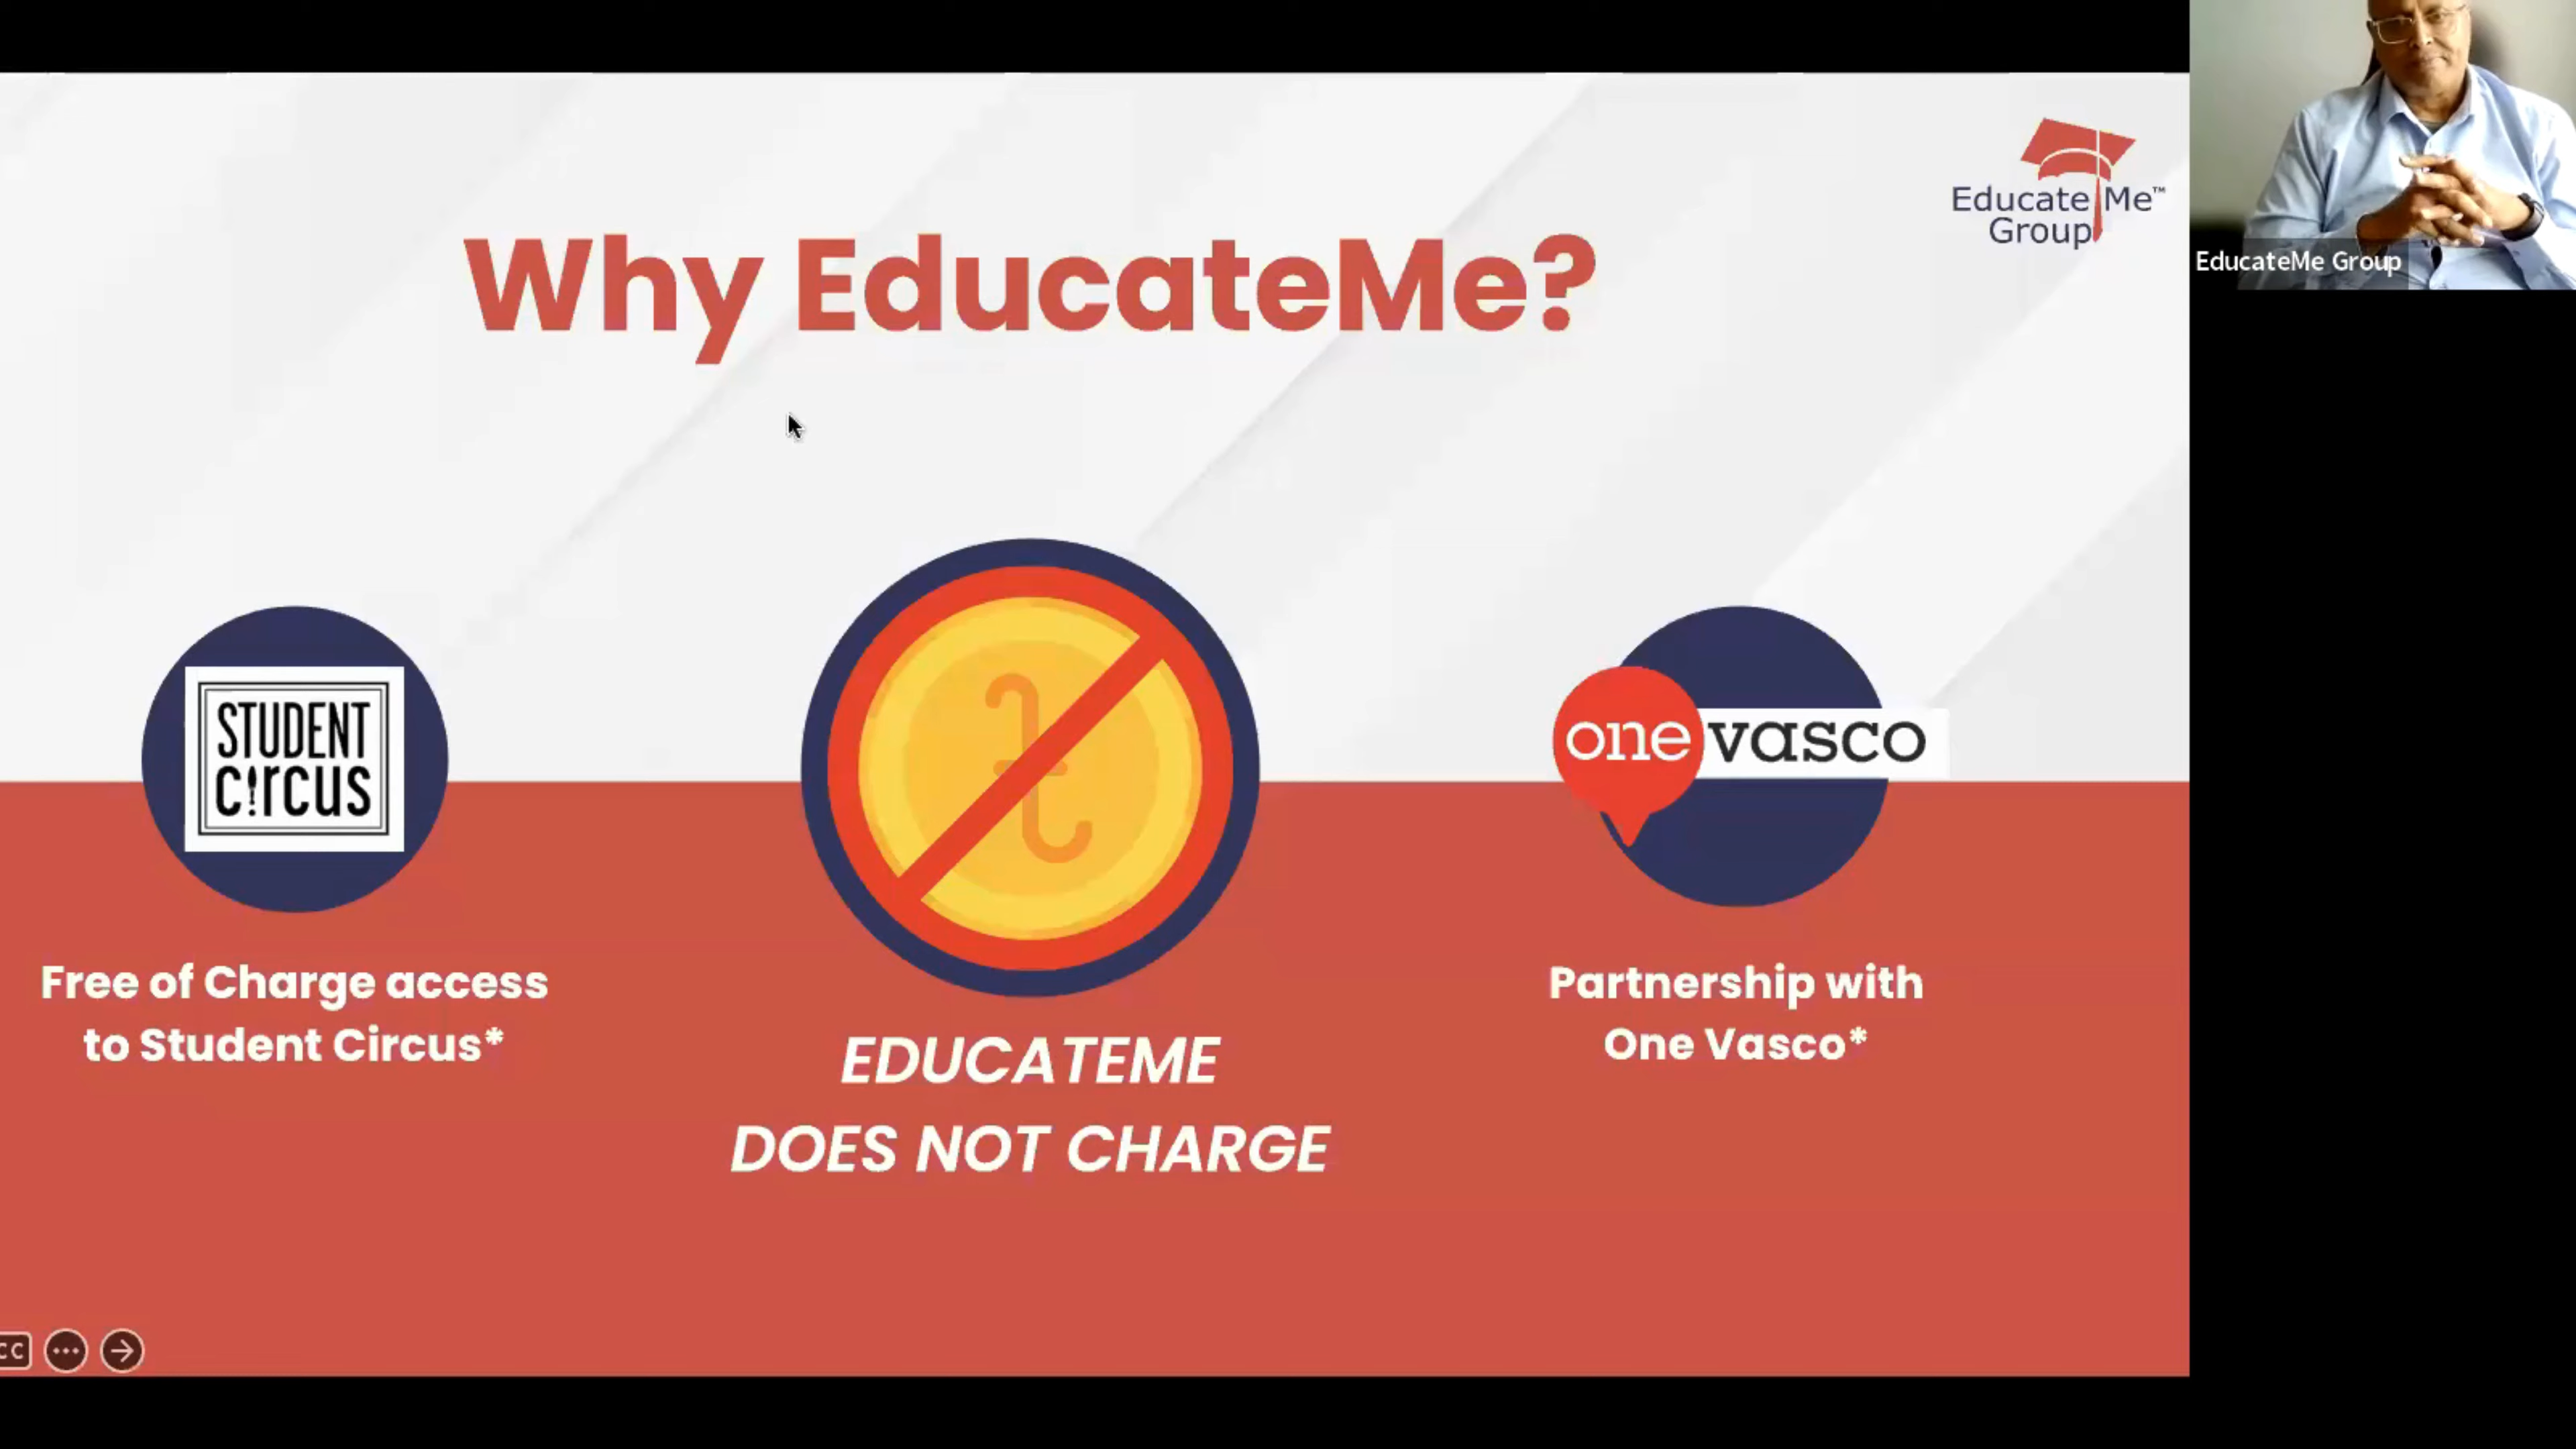 Why EducateMe?
Educate Me™
Group
EducateMe Group
STUDENT
CIRCUS
one vasco
Free of Charge access
to Student Circus*
EDUCATEME
DOES NOT CHARGE
Partnership with
One Vasco*
CC